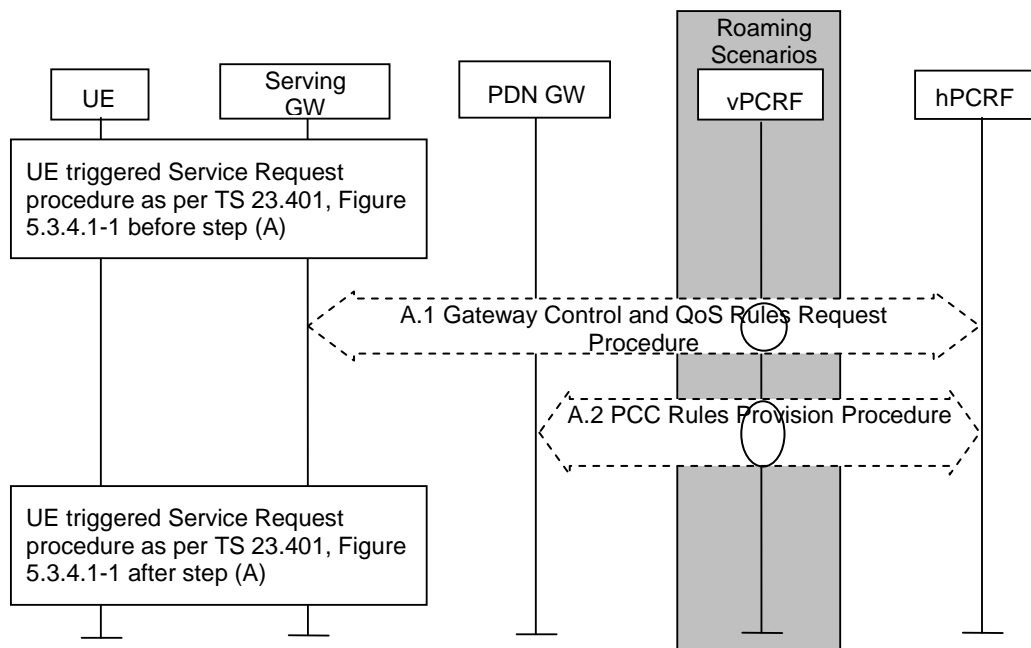 Roaming
Scenarios
UE
Serving
GW
PDN GW
vPCRF
hPCRF
UE triggered Service Request
procedure as per TS 23.401, Figure
5.3.4.1-1 before step (A)
A.1 Gateway Control and QoS Rules Request
Procedure
A.2 PCC Rules Provision Procedure
UE triggered Service Request
procedure as per TS 23.401, Figure
5.3.4.1-1 after step (A)